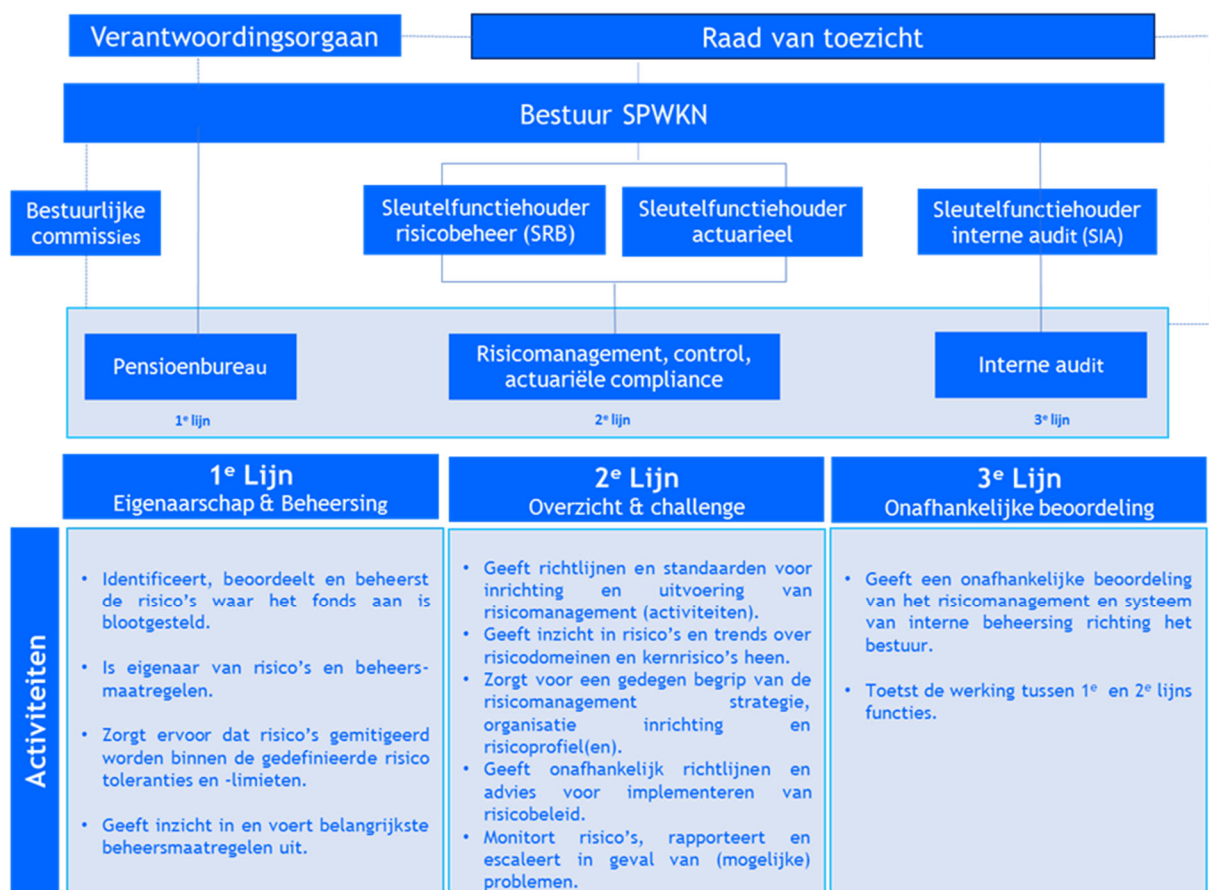 Verantwoordingsorgaan
Raad van toezicht
Bestuur SPWKN
Bestuurlijke
commissies
Sleutelfunctiehouder
risicobeheer (SRB)
Sleutelfunctiehouder
actuarieel
Sleutelfunctiehouder
interne audit (SIA)
Pensioenbureau
Risicomanagement, control,
actuariële compliance
Interne audit
1e lijn
2e lijn
3e lijn
1e Lijn
Eigenaarschap & Beheersing
2e Lijn
Overzicht & challenge
3e Lijn
Onafhankelijke beoordeling
Activiteiten
• Identificeert, beoordeelt en beheerst
de risico's waar het fonds aan is
blootgesteld.
• Is eigenaar van risico's en beheers-
maatregelen.
• Zorgt ervoor dat risico's gemitigeerd
worden binnen de gedefinieerde risico
toleranties en -limieten.
• Geeft inzicht in en voert belangrijkste
beheersmaatregelen uit.
• Geeft richtlijnen en standaarden voor
inrichting en uitvoering van
risicomanagement (activiteiten).
• Geeft inzicht in risico's en trends over
risicodomeinen en kernrisico's heen.
• Zorgt voor een gedegen begrip van de
risicomanagement strategie,
organisatie inrichting en
risicoprofiel(en).
• Geeft onafhankelijk richtlijnen en
advies voor implementeren van
risicobeleid.
• Monitort risico's, rapporteert en
escaleert in geval van (mogelijke)
problemen.
• Geeft een onafhankelijke beoordeling
van het risicomanagement en systeem
van interne beheersing richting het
bestuur.
• Toetst de werking tussen 1e en 2e lijns
functies.